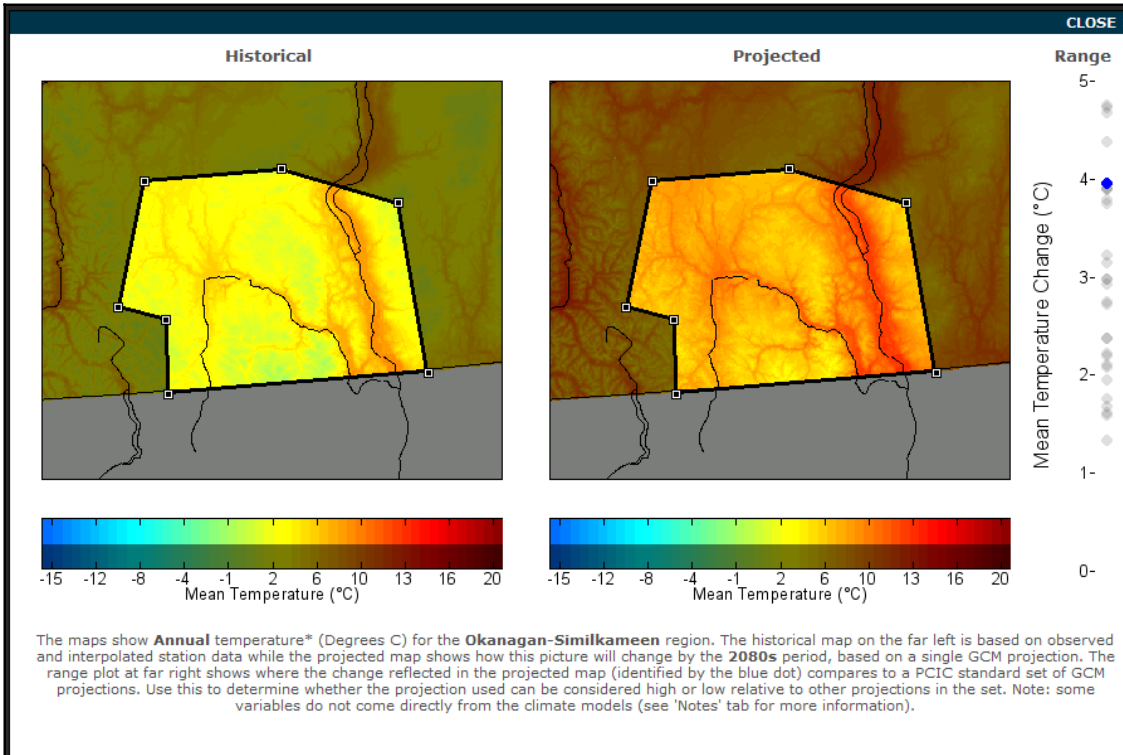 CLOSE
Historical
Projected
Range
5-
4-
3-
2-
1-
0-
Mean Temperature Change (°C)
-15 -12 -8 -4 -1 2 6 10 13 16 20
Mean Temperature (°C)
-15 -12 -8 -4 -1 2 6 10 13 16 20
Mean Temperature (°C)
The maps show Annual temperature* (Degrees C) for the Okanagan-Similkameen region. The historical map on the far left is based on observed
and interpolated station data while the projected map shows how this picture will change by the 2080s period, based on a single GCM projection. The
range plot at far right shows where the change reflected in the projected map (identified by the blue dot) compares to a PCIC standard set of GCM
projections. Use this to determine whether the projection used can be considered high or low relative to other projections in the set. Note: some
variables do not come directly from the climate models (see 'Notes' tab for more information).